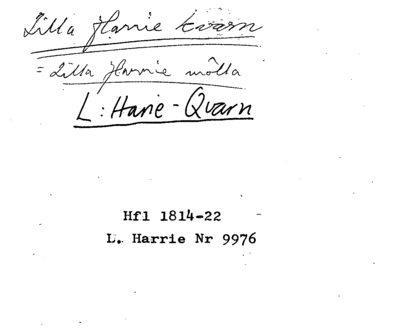 Lilla Harrie kvarn
= Lilla Harrie mölla
L: Harie-Qvarn
Hfl 1814-22
L. Harrie Nr 9976